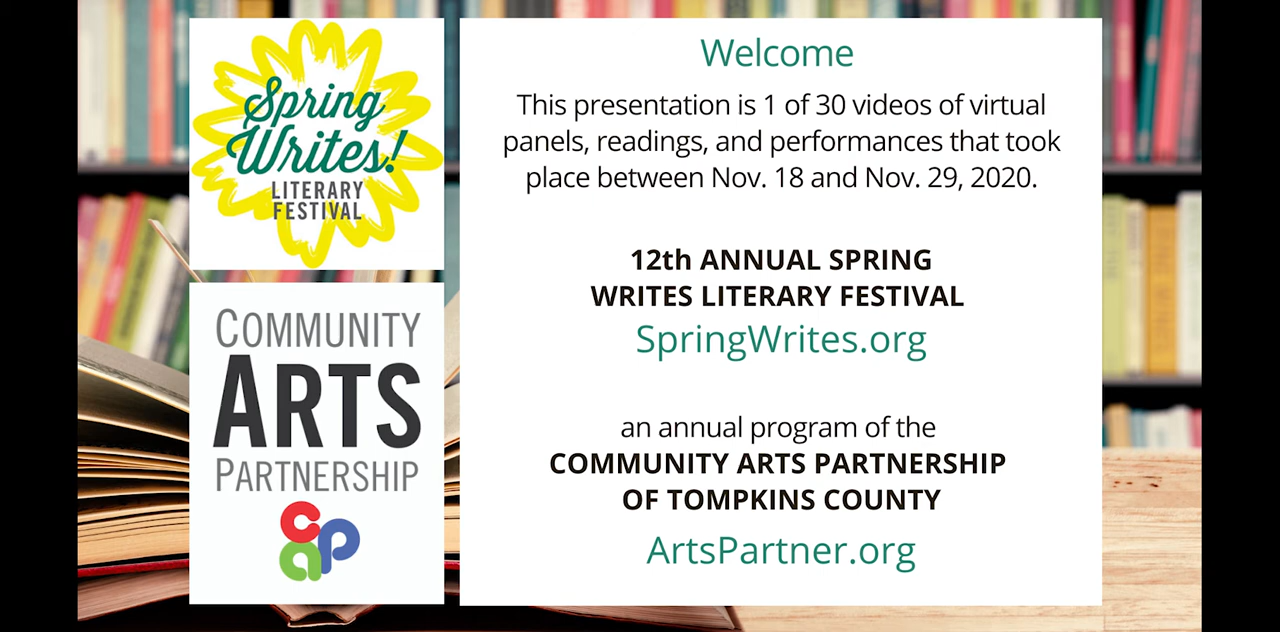 Spring
Writes!
LITERARY
FESTIVAL
COMMUNITY
ARTS
PARTNERSHIP
cap
Welcome
This presentation is 1 of 30 videos of virtual
panels, readings, and performances that took
place between Nov. 18 and Nov. 29, 2020.
12th ANNUAL SPRING
WRITES LITERARY FESTIVAL
SpringWrites.org
an annual program of the
COMMUNITY ARTS PARTNERSHIP
OF TOMPKINS COUNTY
ArtsPartner.org